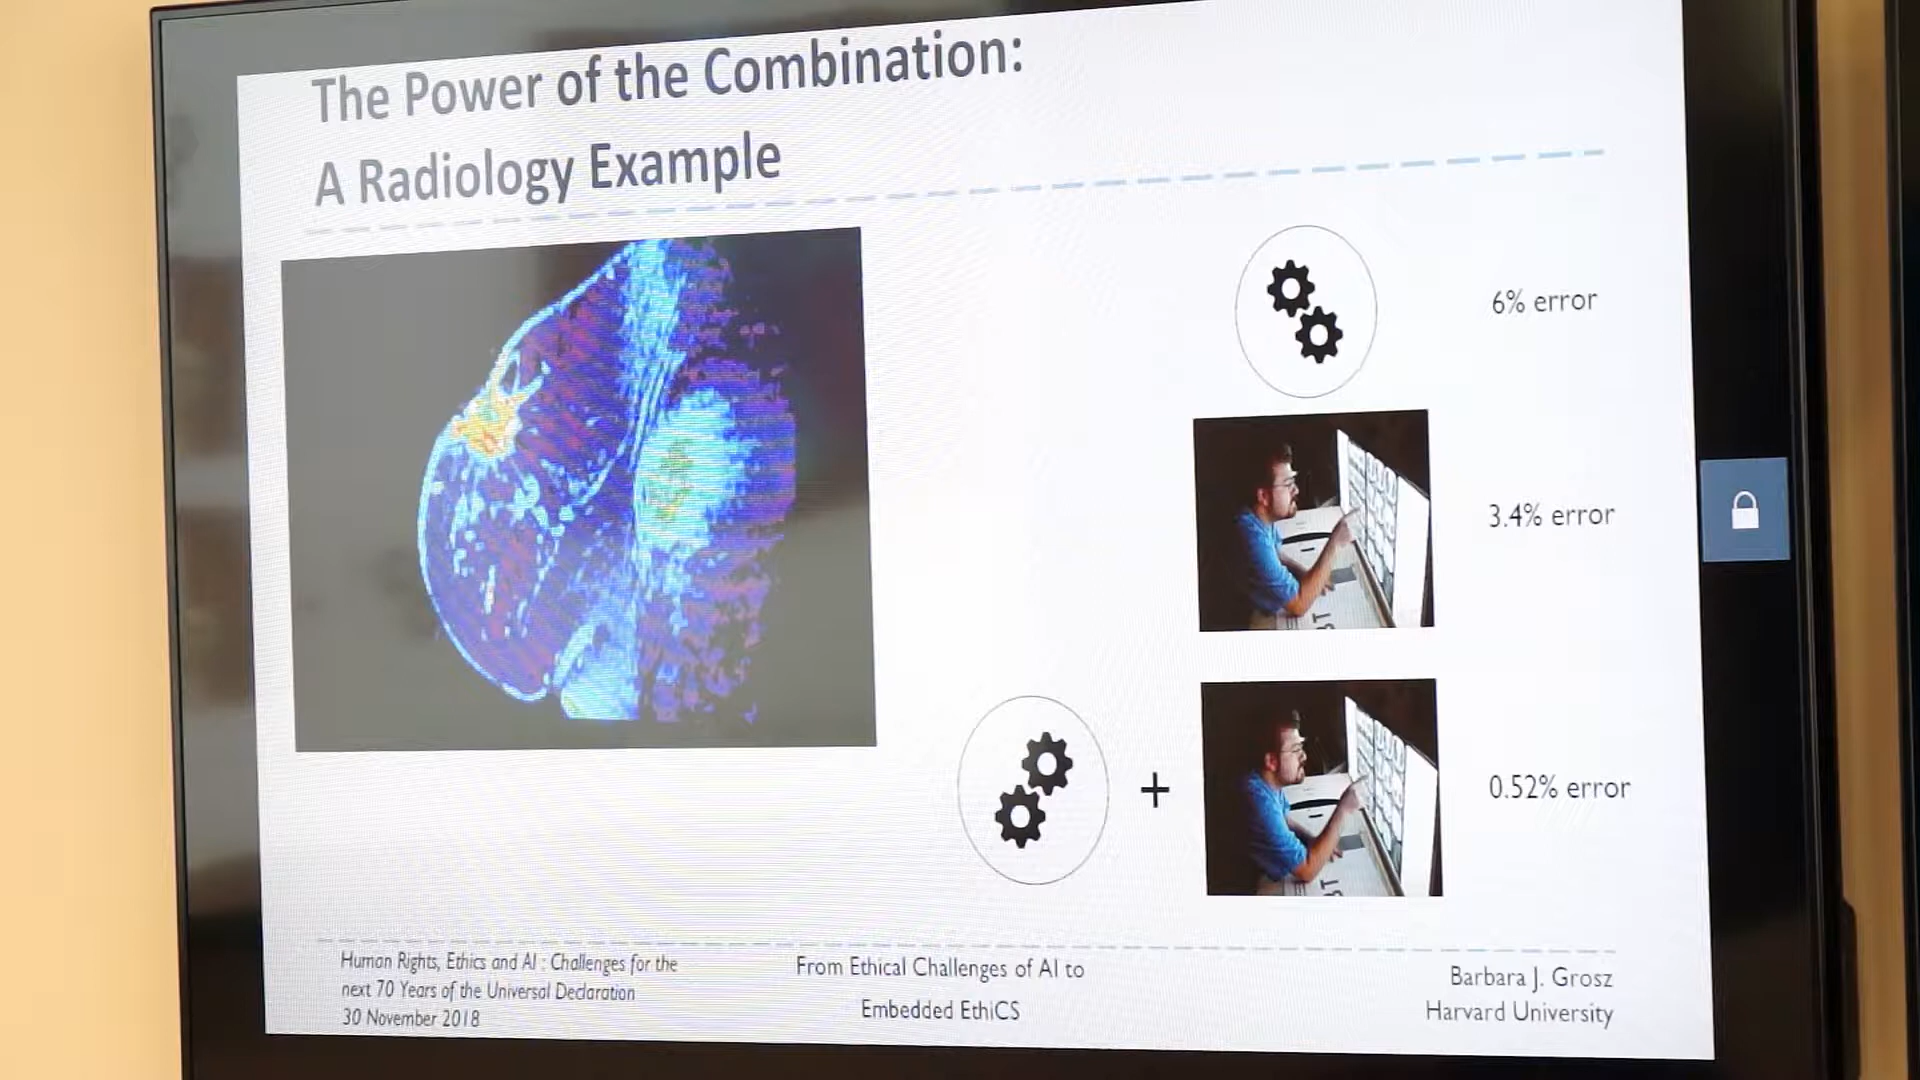 The Power of the Combination:
A Radiology Example
6% error
3.4% error
+
0.52% error
Human Rights, Ethics and AI : Challenges for the
next 70 Years of the Universal Declaration
30 November 2018
From Ethical Challenges of AI to
Embedded EthiCS
Barbara J. Grosz
Harvard University